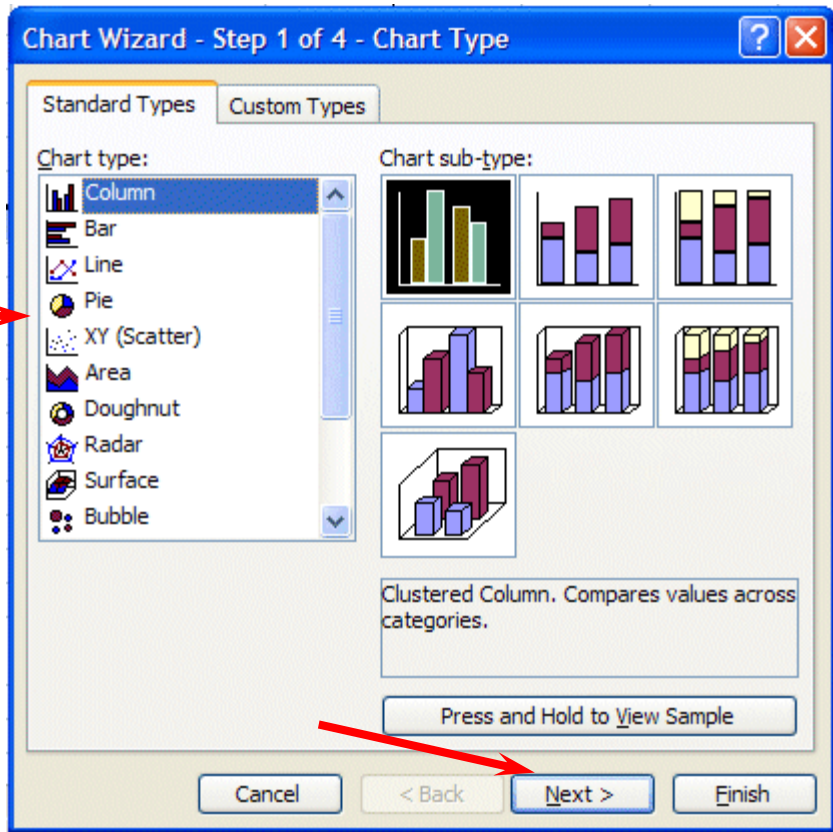 Chart Wizard - Step 1 of 4 - Chart Type
?
Standard Types
Custom Types
Chart type:
Column
Bar
Line
Pie
XY (Scatter)
Area
Doughnut
Radar
Surface
Bubble
Chart sub-type:
Clustered Column. Compares values across
categories.
Press and Hold to View Sample
Cancel
< Back
Next >
Finish